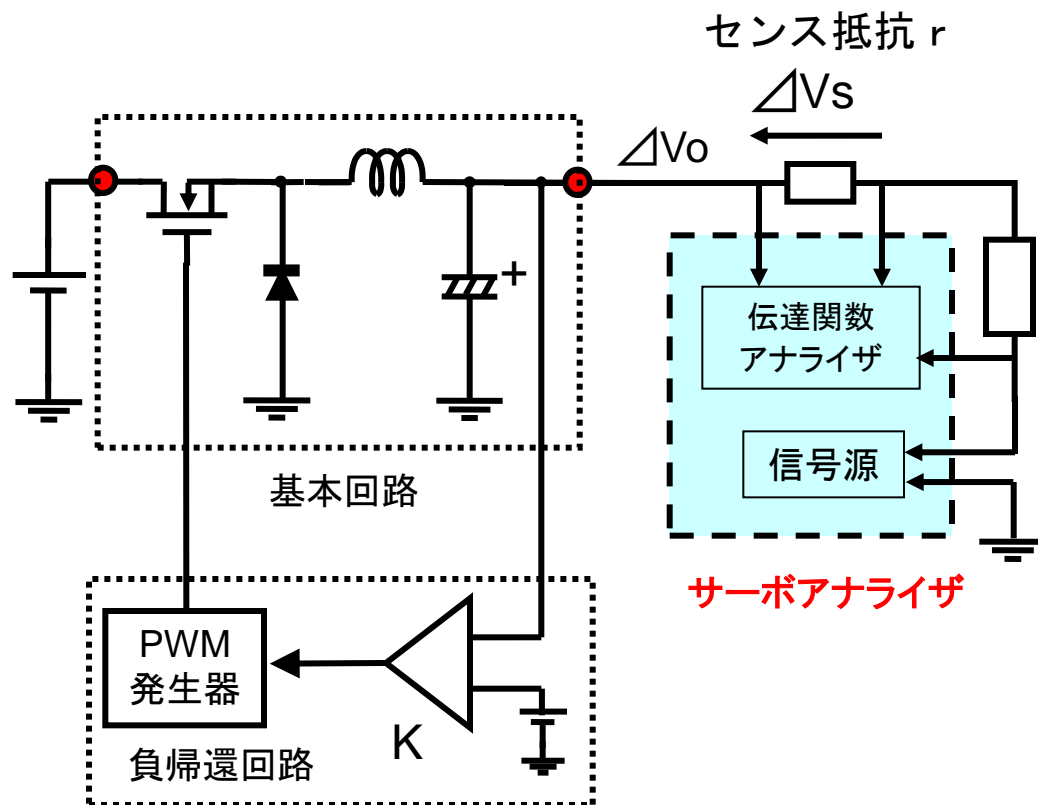 センス抵抗 r
⊿Vs
⊿Vo
+
伝達関数
アナライザ
信号源
基本回路
サーボアナライザ
PWM
発生器
K
負帰還回路